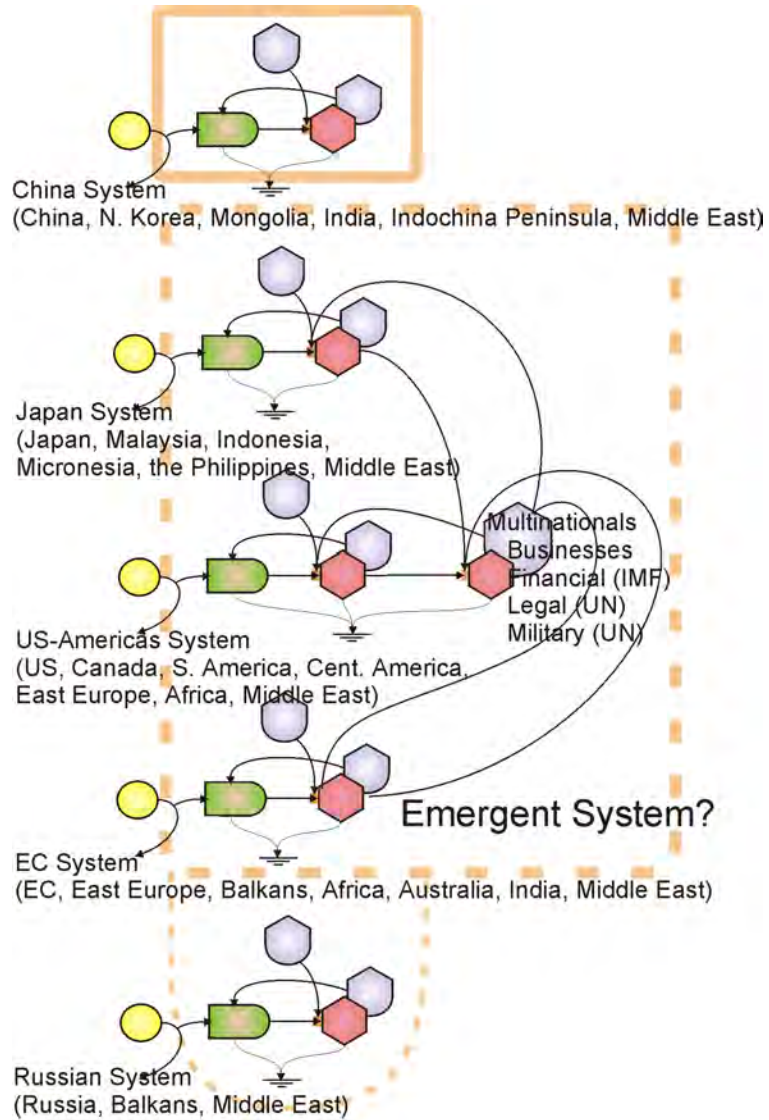 China System
(China, N. Korea, Mongolia, India, Indochina Peninsula, Middle East)
Japan System
(Japan, Malaysia, Indonesia,
Micronesia, the Philippines, Middle East)
Multinationals
Businesses
Financial (IMF)
Legal (UN)
Military (UN)
US-Americas System
(US, Canada, S. America, Cent. America,
East Europe, Africa, Middle East)
Emergent System?
EC System
(EC, East Europe, Balkans, Africa, Australia, India, Middle East)
Russian System
(Russia, Balkans, Middle East)